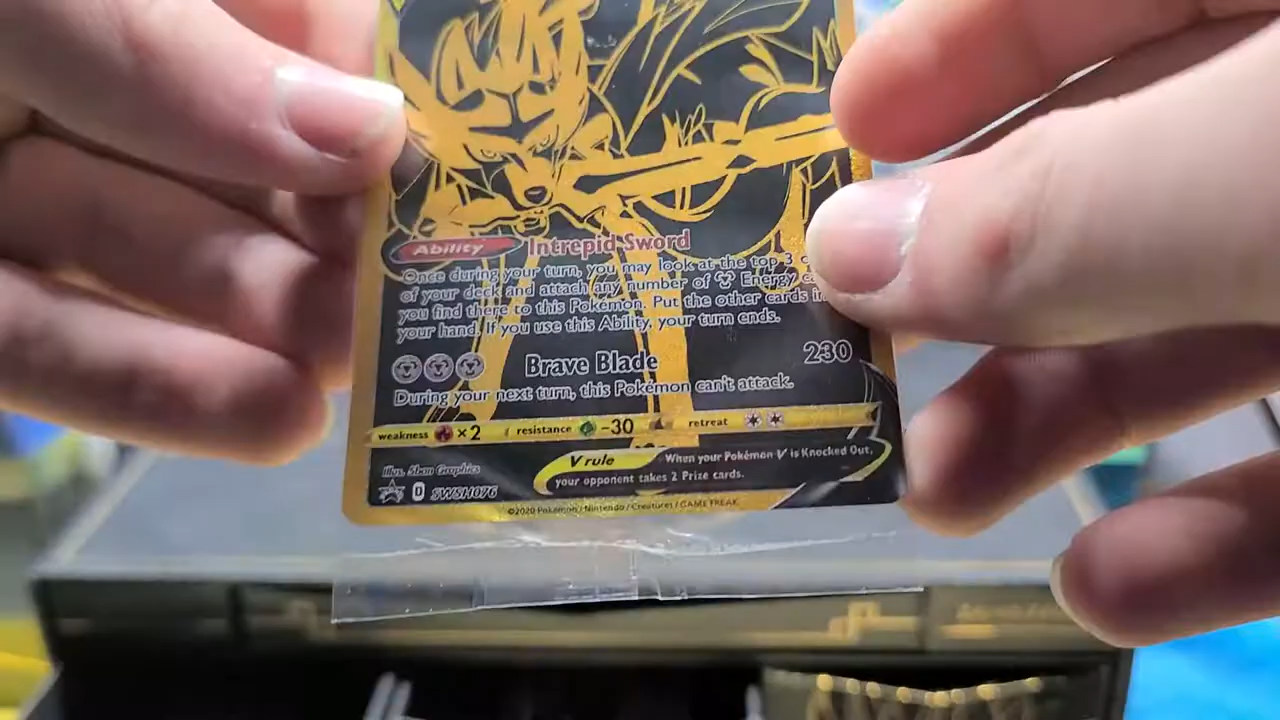 Ability Intrepid Sword
Once during your turn, you may look at the top 3
of your deck and attach any number of Energy
you find there to this Pokémon. Put the other cards
your hand. If you use this Ability, your turn ends.
Brave Blade 230
During your next turn, this Pokémon can't attack.
weakness ×2 resistance -30 retreat
V rule When your Pokémon V is Knocked Out,
your opponent takes 2 Prize cards.
Illus. 5ban Graphics
D SWSH076
©2020 Pokémon / Nintendo / Creatures / GAME FREAK